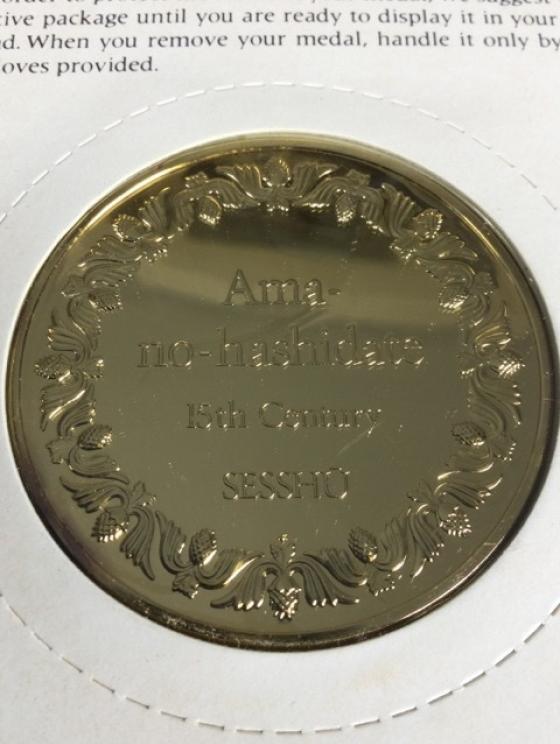 tive package until you are ready to display it in your
d. When you remove your medal, handle it only by
oves provided.
Ama-
no-hashidate
15th Century
SESSHŪ